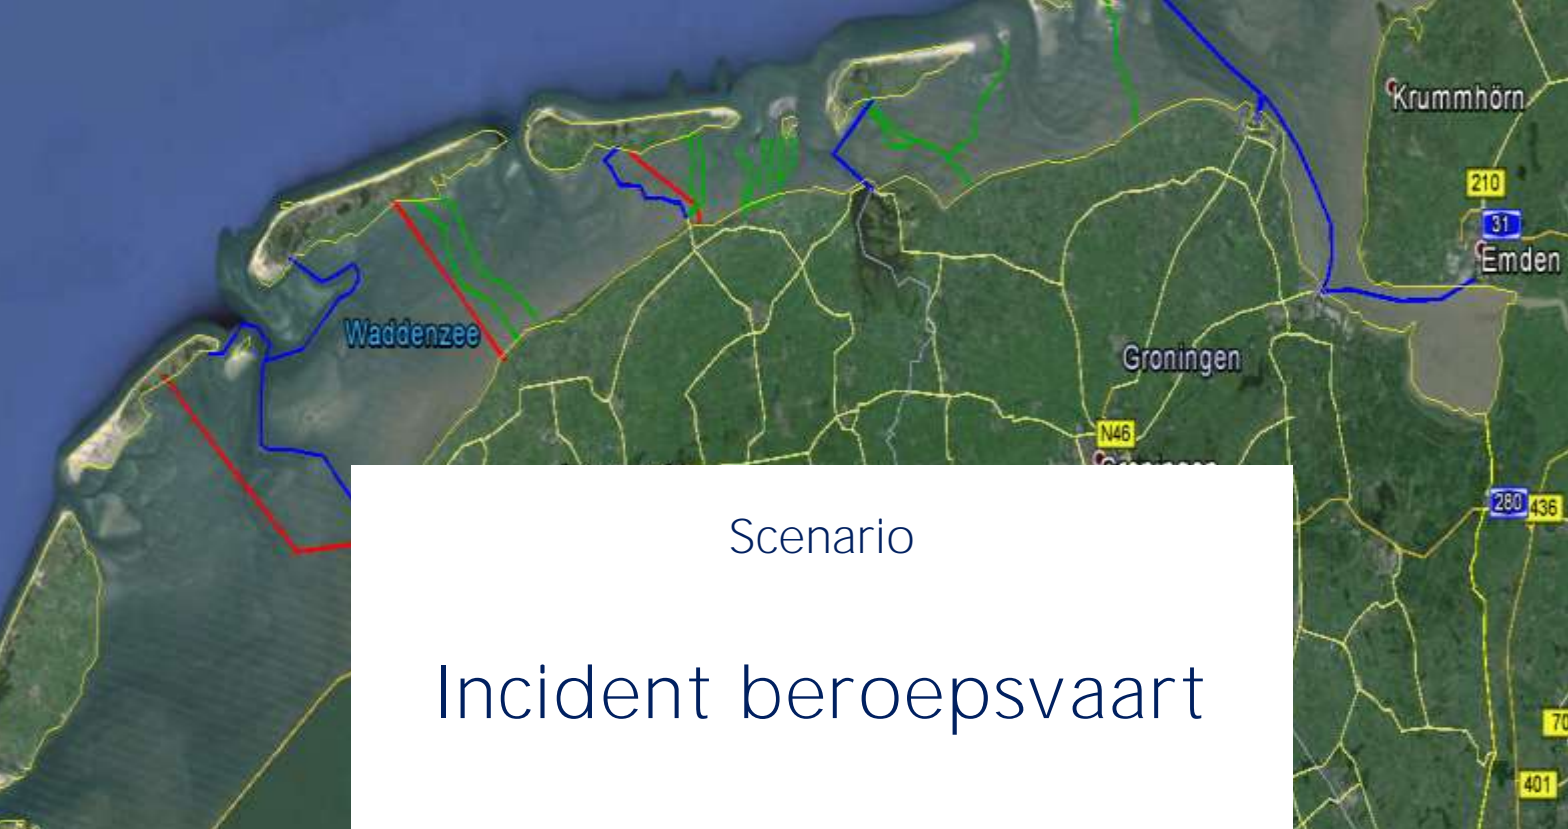 Krummhörn
210
31
Emden
Waddenzee
Groningen
N46
280
436
Scenario
Incident beroepsvaart
401